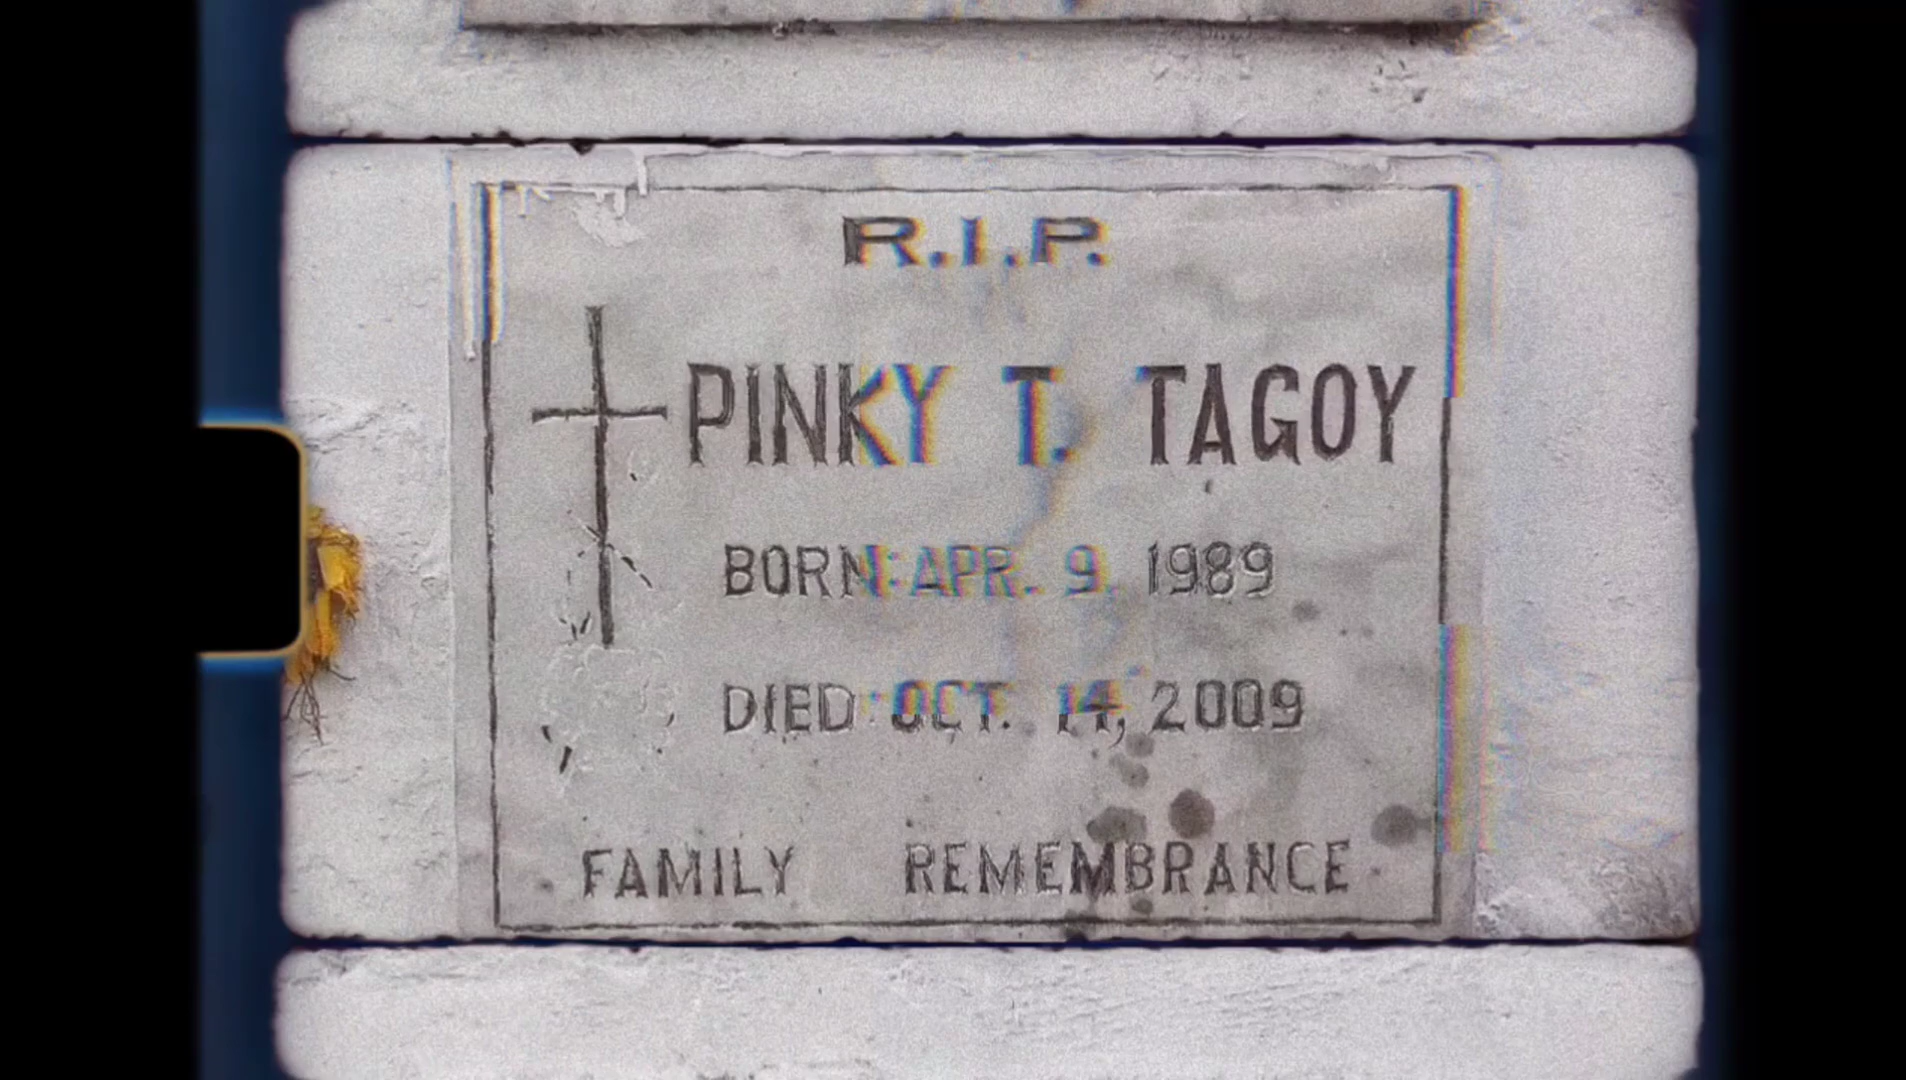 R.I.P.
PINKY T. TAGOY
BORN: APR. 9, 1989
DIED: OCT. 14, 2009
FAMILY REMEMBRANCE